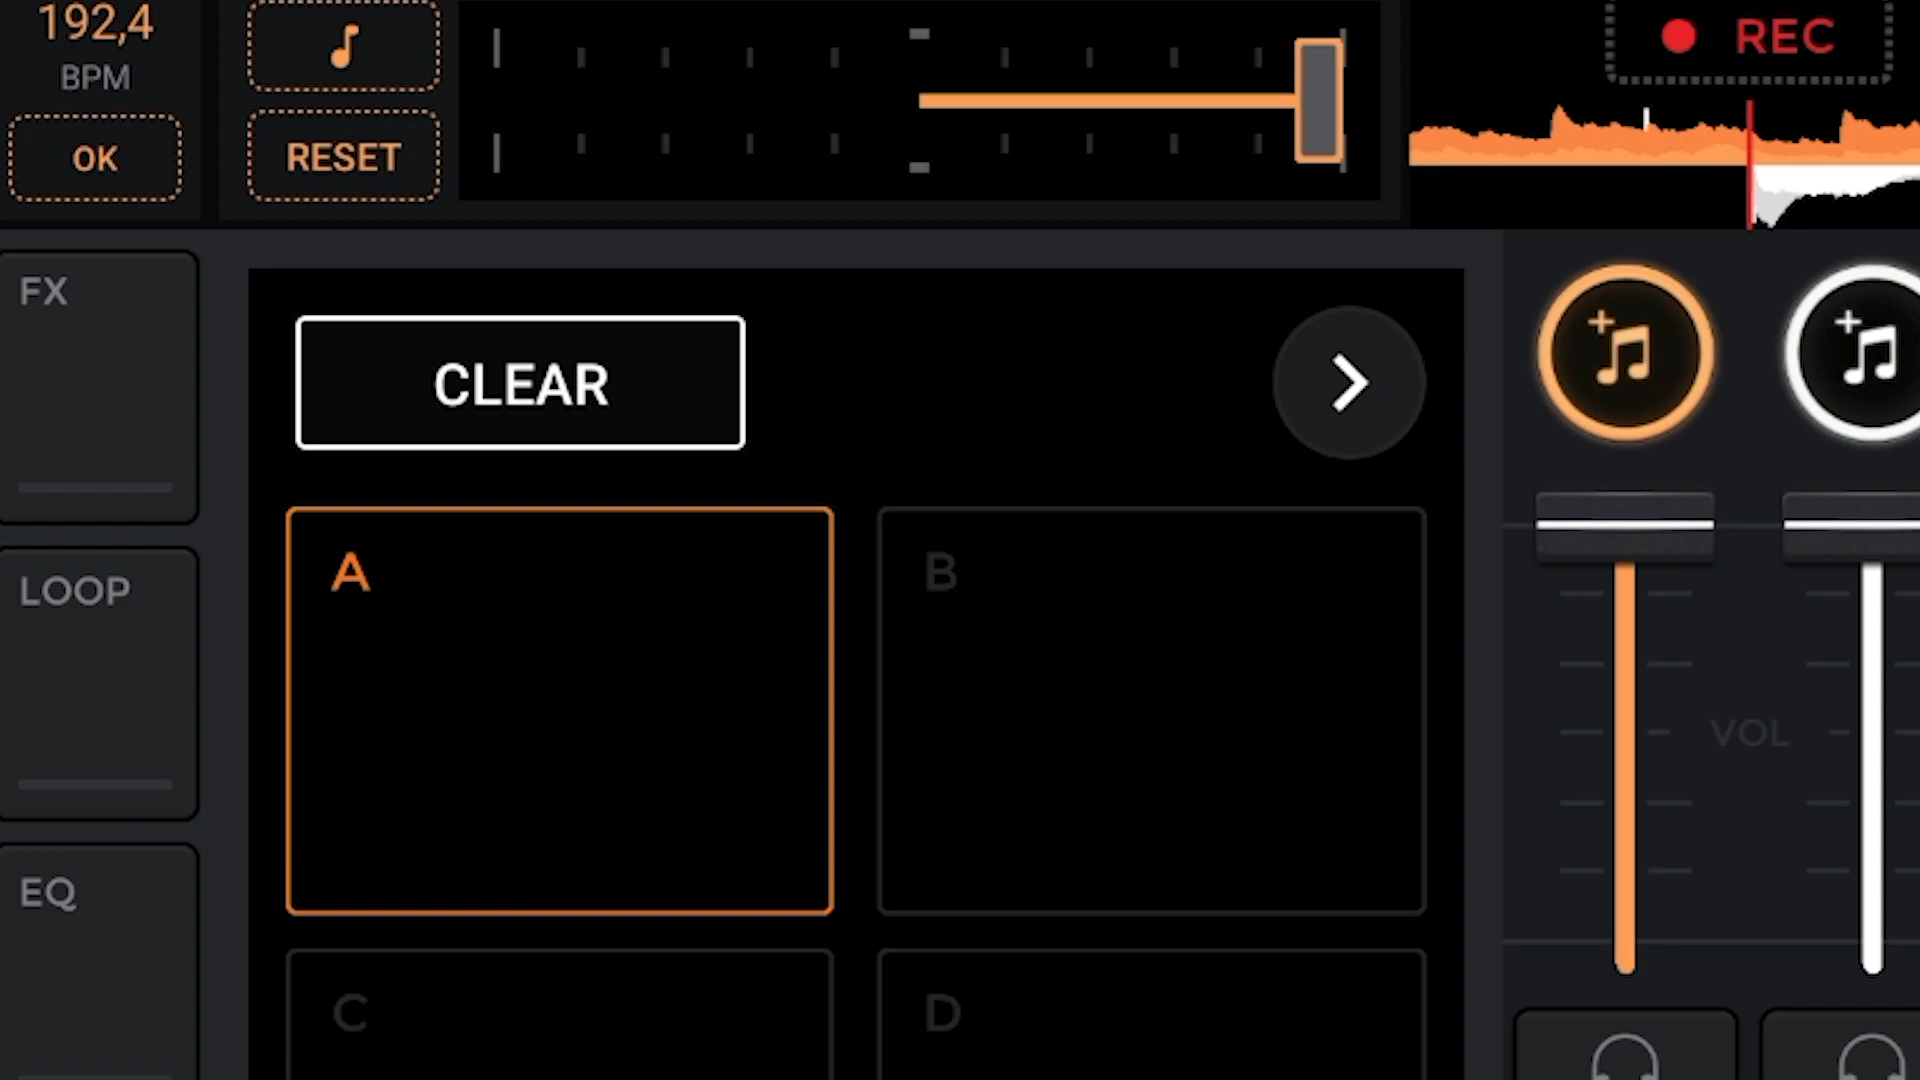 192,4
BPM
OK
RESET
REC
FX
CLEAR
A
B
LOOP
VOL
EQ
C
D